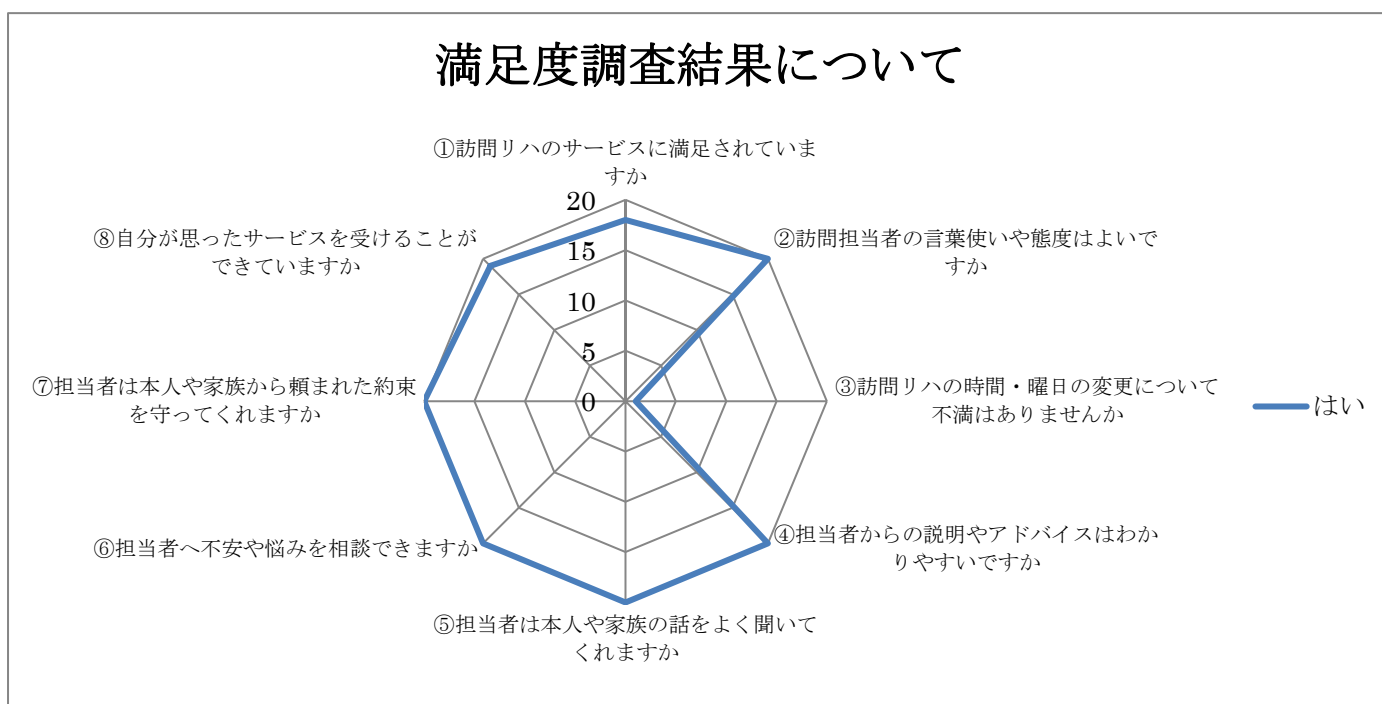 満足度調査結果について
①訪問リハのサービスに満足されていま
すか
20
15
10
5
0
②訪問担当者の言葉使いや態度はよいで
すか
③訪問リハの時間・曜日の変更について
不満はありませんか
④担当者からの説明やアドバイスはわか
りやすいですか
⑤担当者は本人や家族の話をよく聞いて
くれますか
⑥担当者へ不安や悩みを相談できますか
⑦担当者は本人や家族から頼まれた約束
を守ってくれますか
⑧自分が思ったサービスを受けることが
できていますか
はい